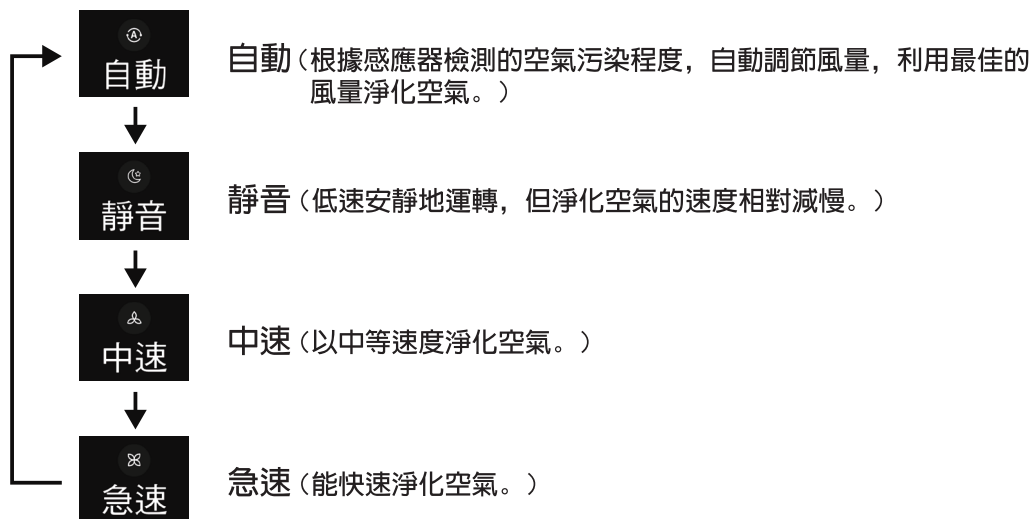 自動
自動（根據感應器檢測的空氣污染程度，自動調節風量，利用最佳的
風量淨化空氣。）
靜音
靜音（低速安靜地運轉，但淨化空氣的速度相對減慢。）
中速
中速（以中等速度淨化空氣。）
急速
急速（能快速淨化空氣。）